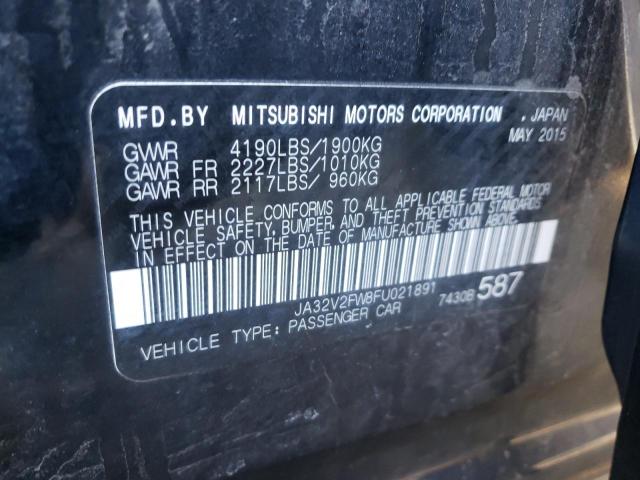 MFD.BY MITSUBISHI MOTORS CORPORATION . JAPAN
MAY 2015
GVWR 4190LBS/1900KG
GAWR FR 2227LBS/1010KG
GAWR RR 2117LBS/ 960KG
THIS VEHICLE CONFORMS TO ALL APPLICABLE FEDERAL MOTOR
VEHICLE SAFETY, BUMPER, AND THEFT PREVENTION STANDARDS
IN EFFECT ON THE DATE OF MANUFACTURE SHOWN ABOVE.
JA32V2FW8FU021891
7430B 587
VEHICLE TYPE: PASSENGER CAR